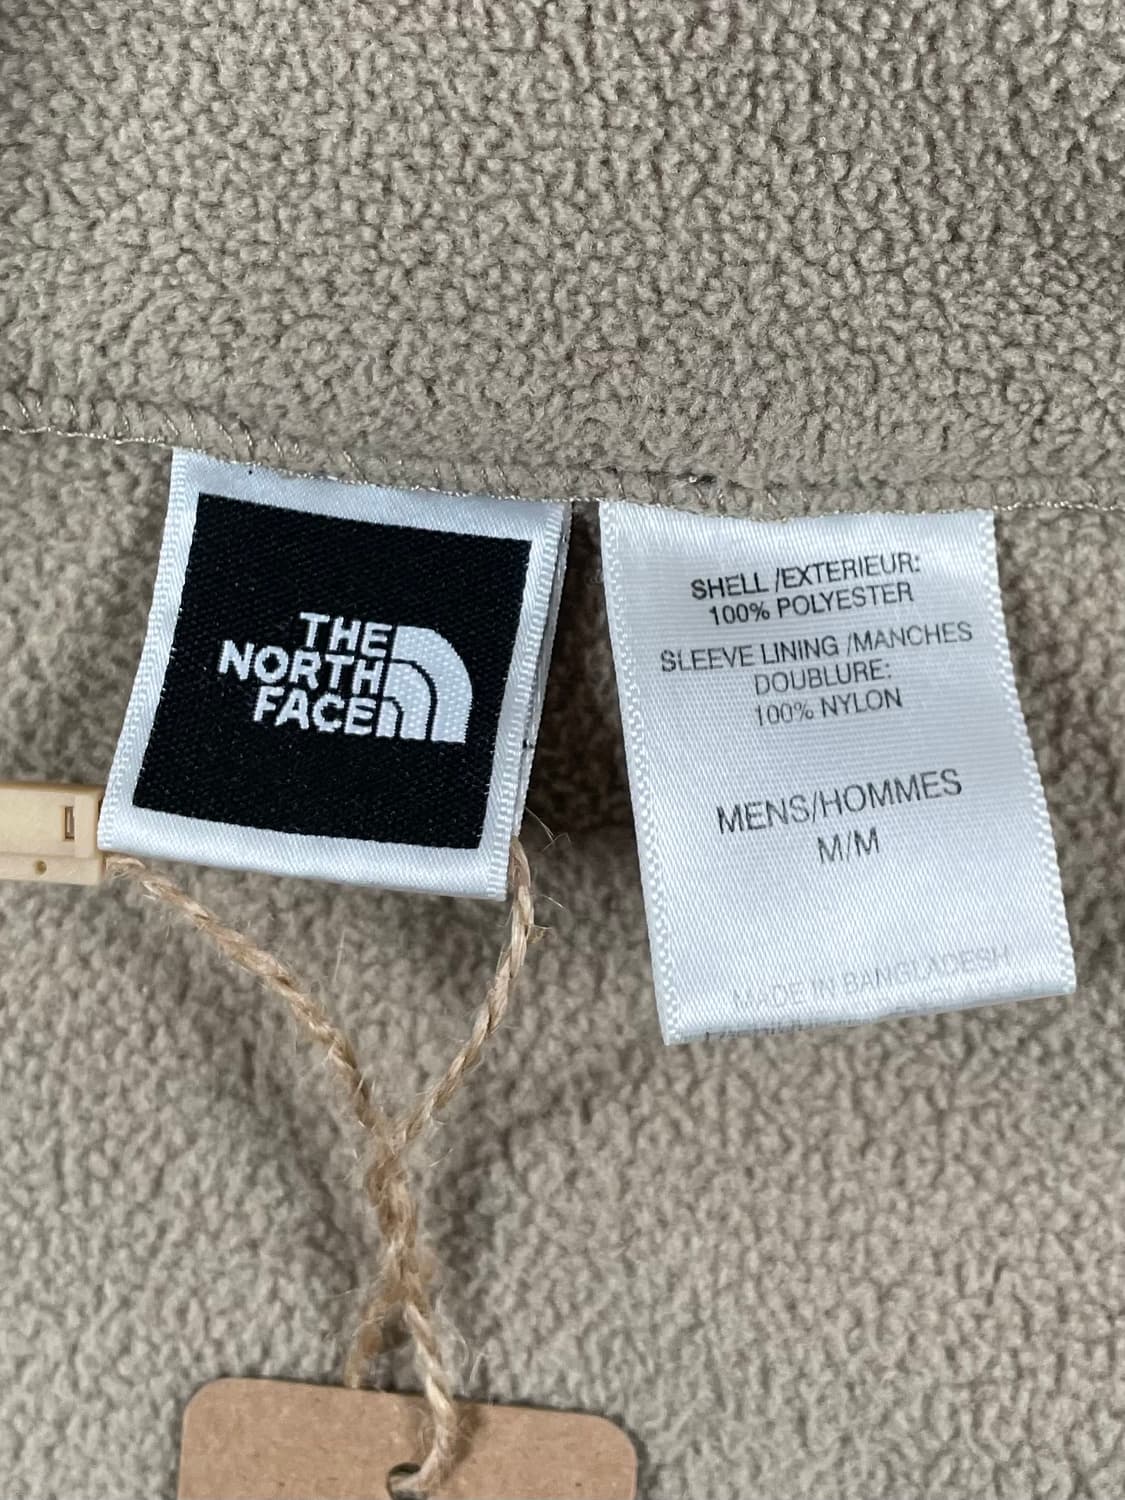 THE
NORTH
FACE
SHELL /EXTERIEUR:
100% POLYESTER
SLEEVE LINING /MANCHES
DOUBLURE:
100% NYLON
MENS/HOMMES
M/M
MADE IN BANGLADESH